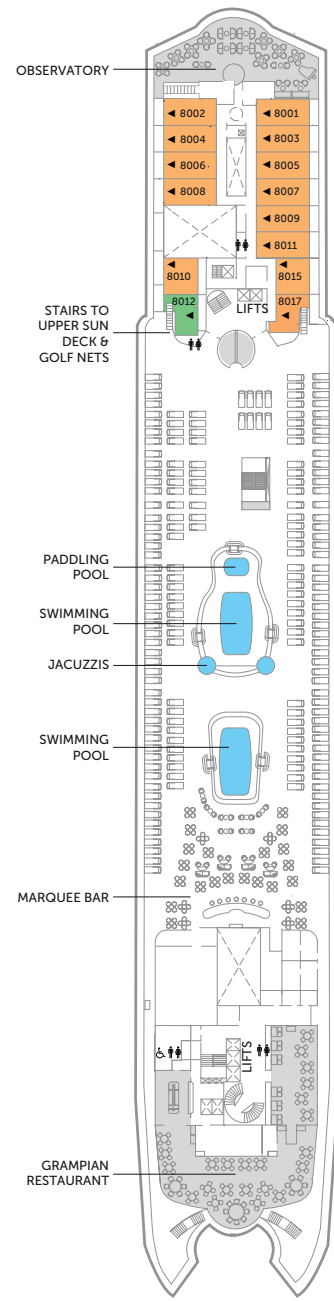 OBSERVATORY
8002
8001
8004
8003
8006
8005
8008
8007
8009
8011
8010
8015
8012
LIFTS
8017
STAIRS TO
UPPER SUN
DECK &
GOLF NETS
PADDLING
POOL
SWIMMING
POOL
JACUZZIS
SWIMMING
POOL
MARQUEE BAR
LIFTS
GRAMPIAN
RESTAURANT